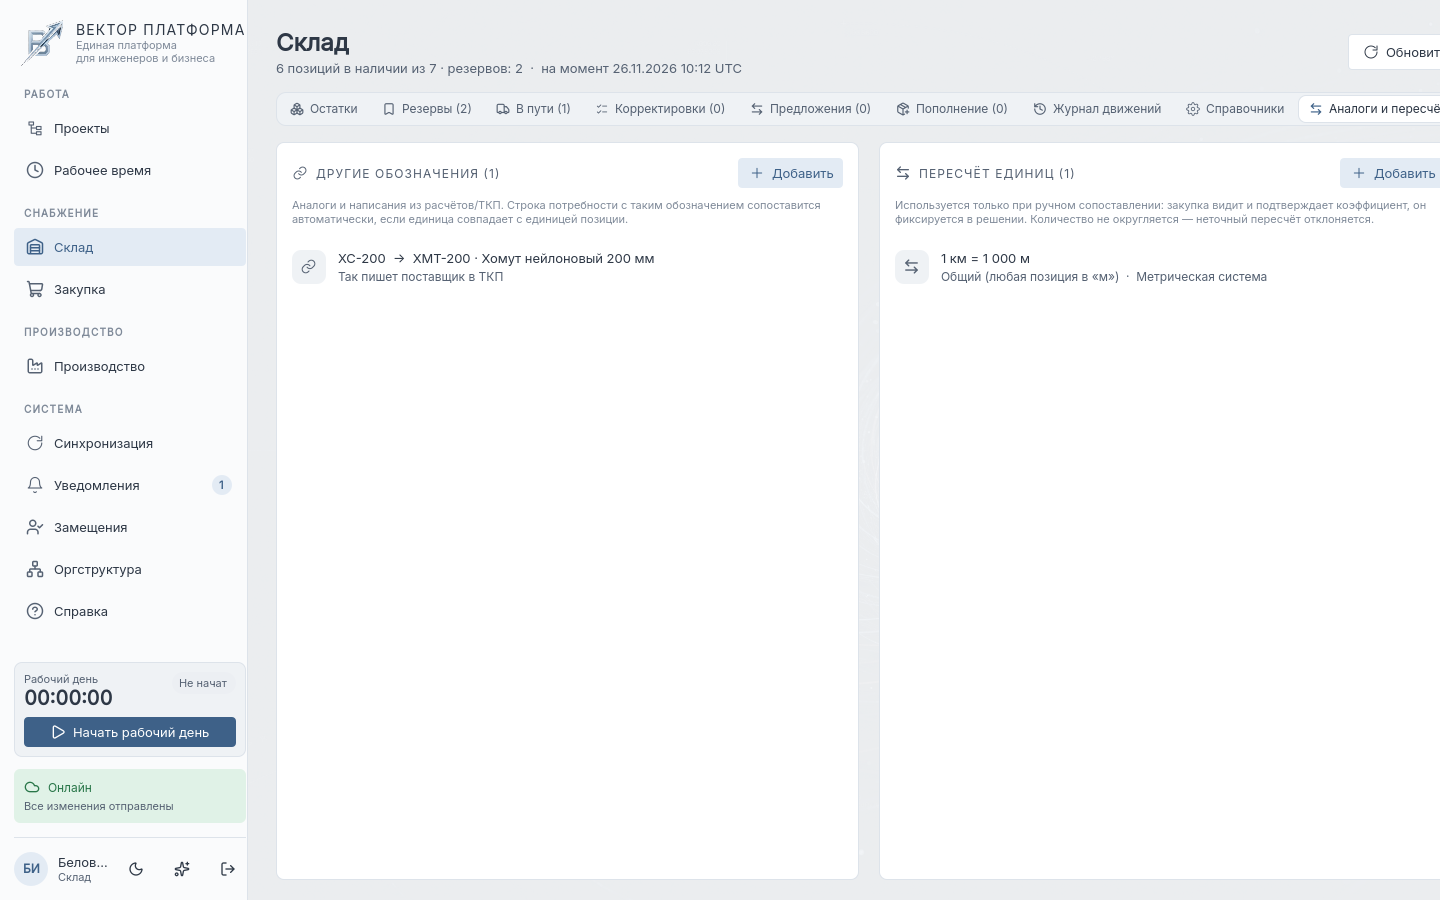 ВЕКТОР ПЛАТФОРМА
Единая платформа
для инженеров и бизнеса
РАБОТА
Проекты
Рабочее время
СНАБЖЕНИЕ
Склад
Закупка
ПРОИЗВОДСТВО
Производство
СИСТЕМА
Синхронизация
Уведомления 1
Замещения
Оргструктура
Справка
Рабочий день
Не начат
00:00:00
Начать рабочий день
Онлайн
Все изменения отправлены
БИ
Белов...
Склад
Склад
6 позиций в наличии из 7 · резервов: 2 · на момент 26.11.2026 10:12 UTC
Обновит
Остатки Резервы (2) В пути (1) Корректировки (0) Предложения (0) Пополнение (0) Журнал движений Справочники Аналоги и пересчё
ДРУГИЕ ОБОЗНАЧЕНИЯ (1)
Добавить
Аналоги и написания из расчётов/ТКП. Строка потребности с таким обозначением сопоставится
автоматически, если единица совпадает с единицей позиции.
ХС-200 → ХМТ-200 · Хомут нейлоновый 200 мм
Так пишет поставщик в ТКП
ПЕРЕСЧЁТ ЕДИНИЦ (1)
Добавить
Используется только при ручном сопоставлении: закупка видит и подтверждает коэффициент, он
фиксируется в решении. Количество не округляется — неточный пересчёт отклоняется.
1 км = 1 000 м
Общий (любая позиция в «м») · Метрическая система